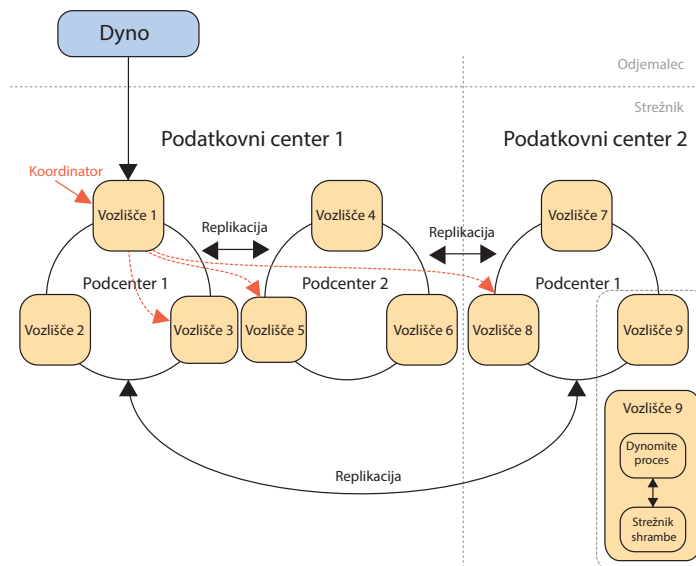 Dyno
Odjemalec
Strežnik
Podatkovni center 1
Podatkovni center 2
Koordinator
Vozlišče 1
Vozlišče 4
Vozlišče 7
Replikacija
Replikacija
Podcenter 1
Podcenter 2
Podcenter 1
Vozlišče 2
Vozlišče 3
Vozlišče 5
Vozlišče 6
Vozlišče 8
Vozlišče 9
Vozlišče 9
Dynomite
proces
Replikacija
Strežnik
shrambe